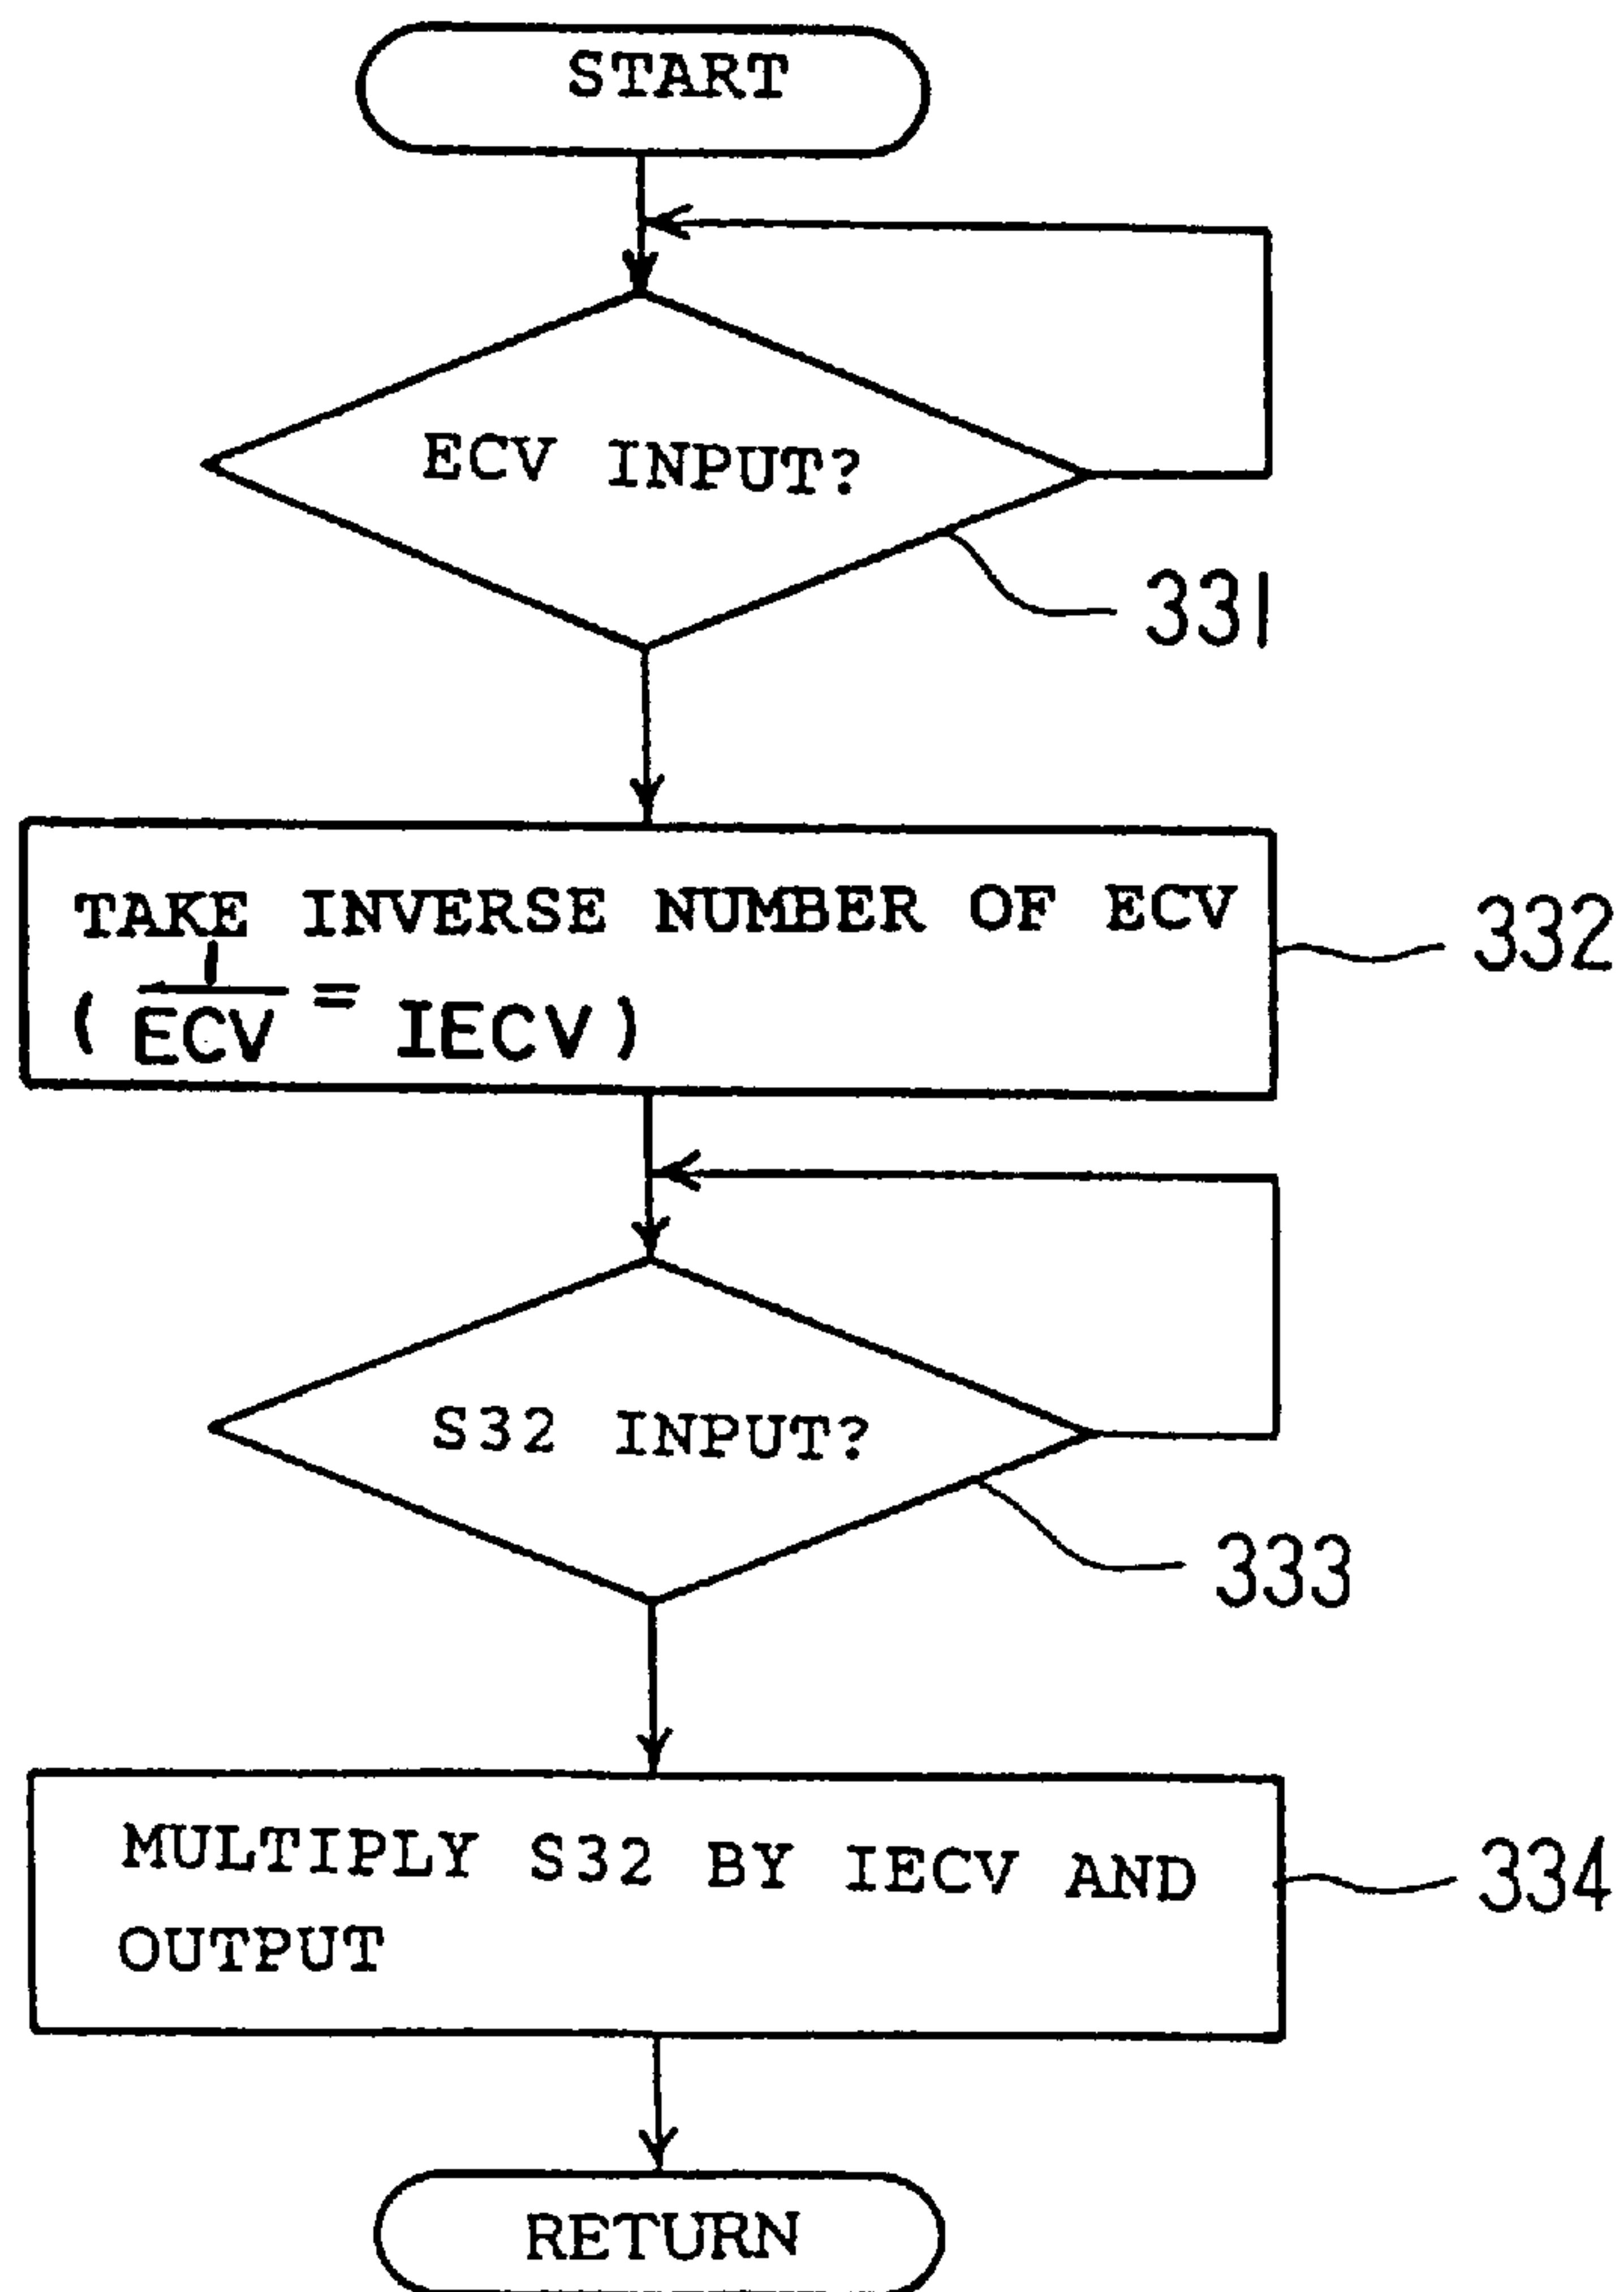 START
ECV INPUT?
331
TAKE INVERSE NUMBER OF ECV
332
( 1/ECV = IECV)
S32 INPUT?
333
MULTIPLY S32 BY IECV AND
334
OUTPUT
RETURN